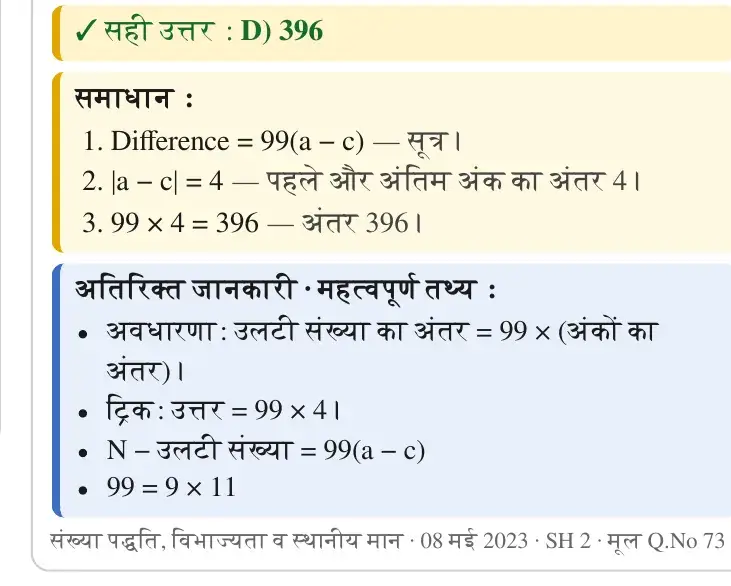 ✓ सही उत्तर : D) 396
समाधान :
1. Difference = 99(a − c) — सूत्र।
2. |a − c| = 4 — पहले और अंतिम अंक का अंतर 4।
3. 99 × 4 = 396 — अंतर 396।
अतिरिक्त जानकारी · महत्वपूर्ण तथ्य :
• अवधारणा : उलटी संख्या का अंतर = 99 × (अंकों का
अंतर)।
• ट्रिक : उत्तर = 99 × 4।
• N − उलटी संख्या = 99(a − c)
• 99 = 9 × 11
संख्या पद्धति, विभाज्यता व स्थानीय मान · 08 मई 2023 · SH 2 · मूल Q.No 73